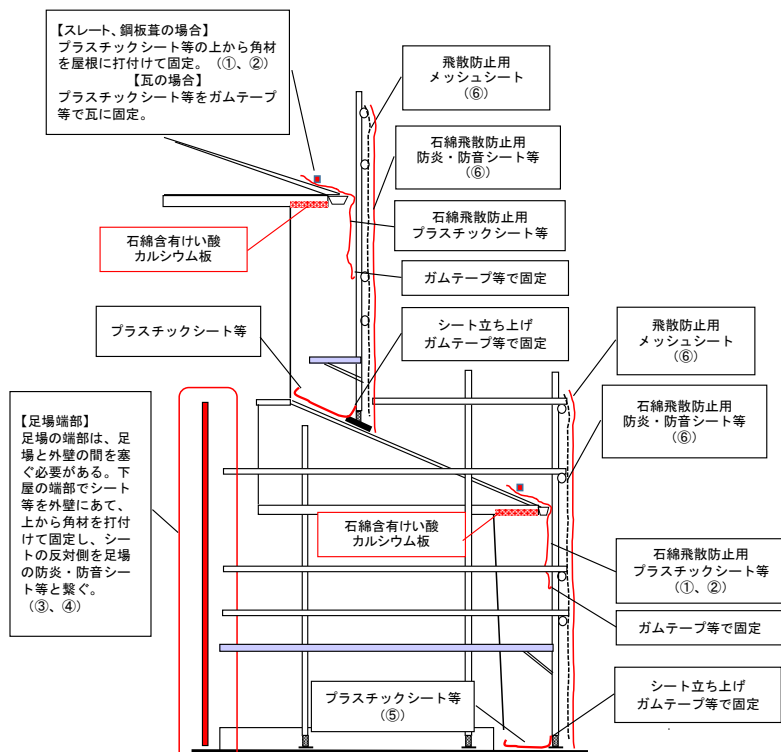 【スレート、鋼板葺の場合】
プラスチックシート等の上から角材
を屋根に打付けて固定。（①、②）
【瓦の場合】
プラスチックシート等をガムテープ
等で瓦に固定。
飛散防止用
メッシュシート
（⑥）
石綿飛散防止用
防炎・防音シート等
（⑥）
石綿飛散防止用
プラスチックシート等
石綿含有けい酸
カルシウム板
ガムテープ等で固定
プラスチックシート等
シート立ち上げ
ガムテープ等で固定
飛散防止用
メッシュシート
（⑥）
石綿飛散防止用
防炎・防音シート等
（⑥）
【足場端部】
足場の端部は、足
場と外壁の間を塞
ぐ必要がある。下
屋の端部でシート
等を外壁にあて、
上から角材を打付
けて固定し、シー
トの反対側を足場
の防炎・防音シー
ト等と繋ぐ。
（③、④）
石綿含有けい酸
カルシウム板
石綿飛散防止用
プラスチックシート等
（①、②）
ガムテープ等で固定
プラスチックシート等
（⑤）
シート立ち上げ
ガムテープ等で固定